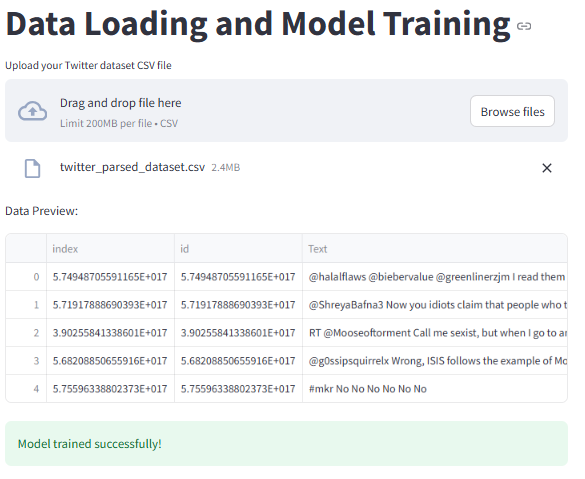 Data Loading and Model Training
Upload your Twitter dataset CSV file
Drag and drop file here
Limit 200MB per file • CSV
Browse files
twitter_parsed_dataset.csv 2.4MB
Data Preview:
index id Text
0 5.74948705591165E+017 5.74948705591165E+017 @halalflaws @biebervalue @greenlinerzjm I read them
1 5.71917888690393E+017 5.71917888690393E+017 @ShreyaBafna3 Now you idiots claim that people who t
2 3.90255841338601E+017 3.90255841338601E+017 RT @Mooseoftorment Call me sexist, but when I go to a
3 5.68208850655916E+017 5.68208850655916E+017 @g0ssipsquirrelx Wrong, ISIS follows the example of Mo
4 5.75596338802373E+017 5.75596338802373E+017 #mkr No No No No No No
Model trained successfully!